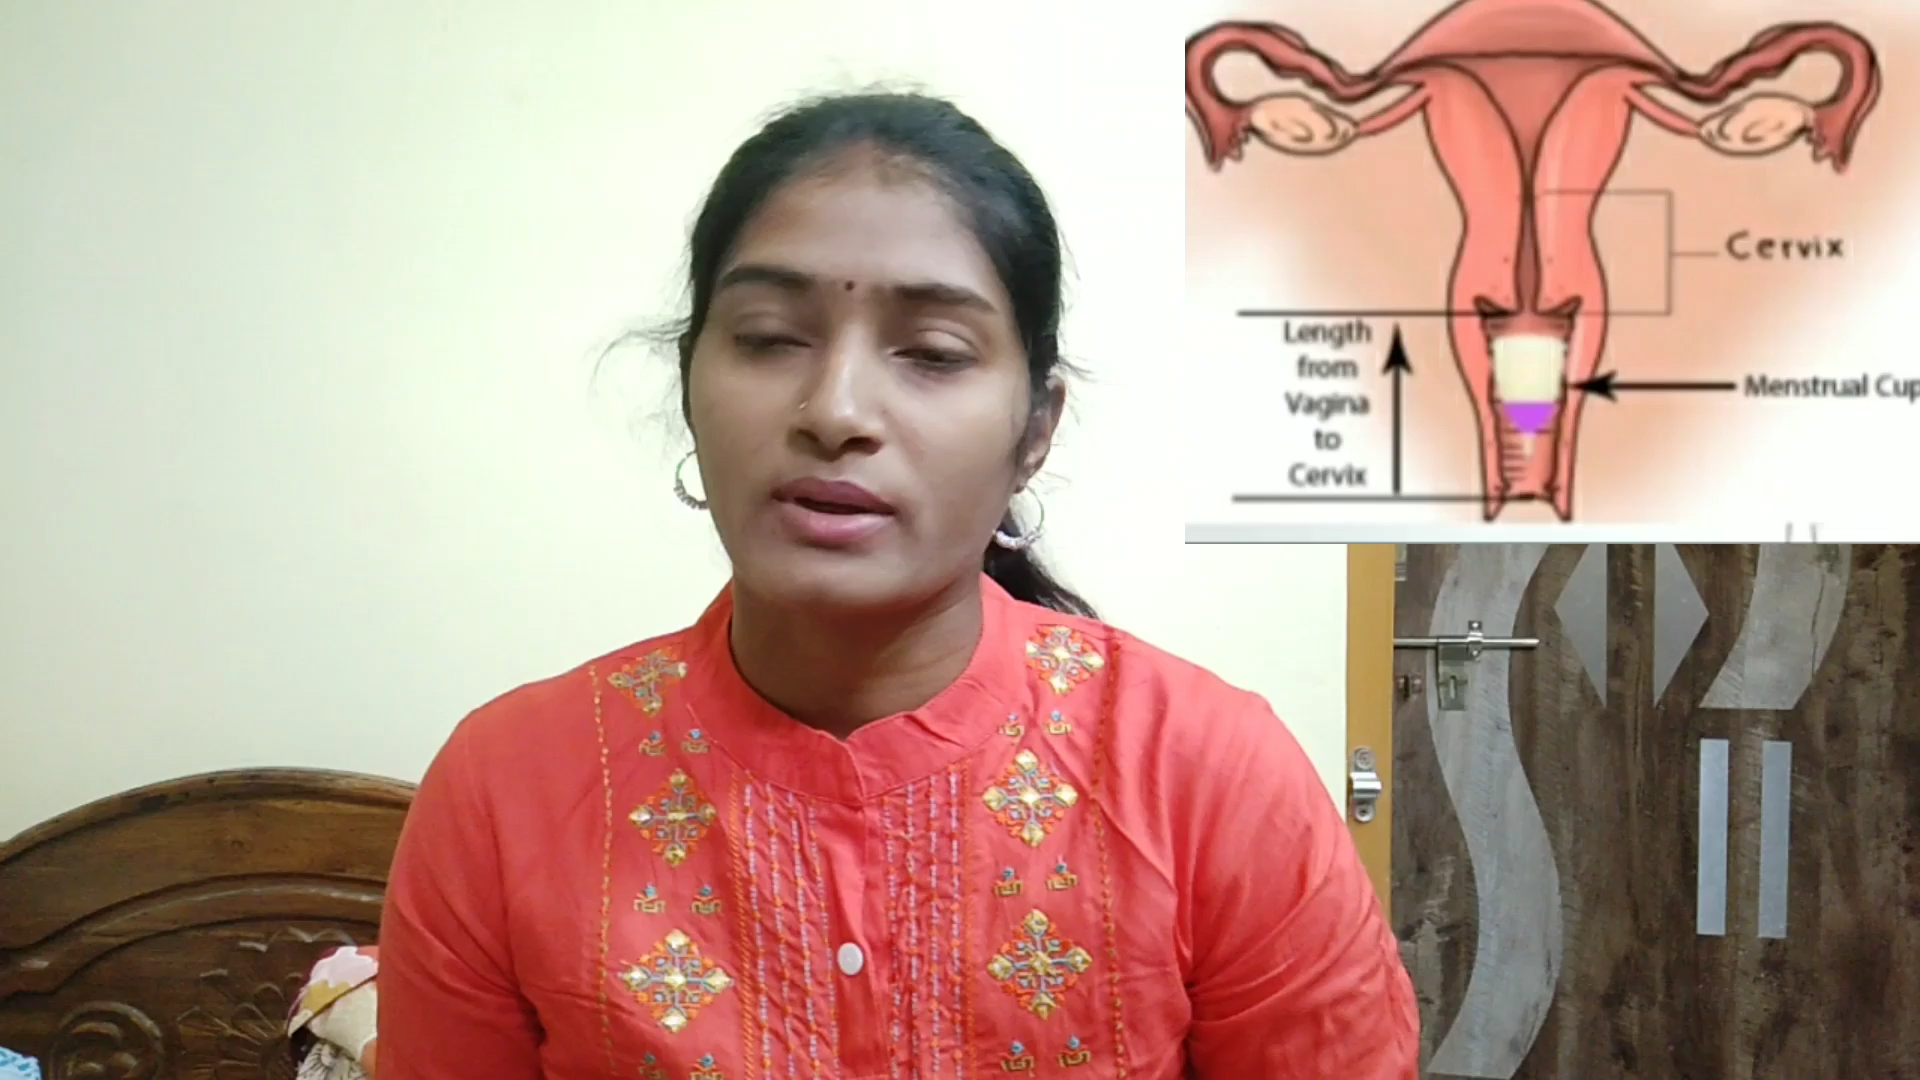 Cervix
Length
from
Vagina
to
Cervix
Menstrual Cup